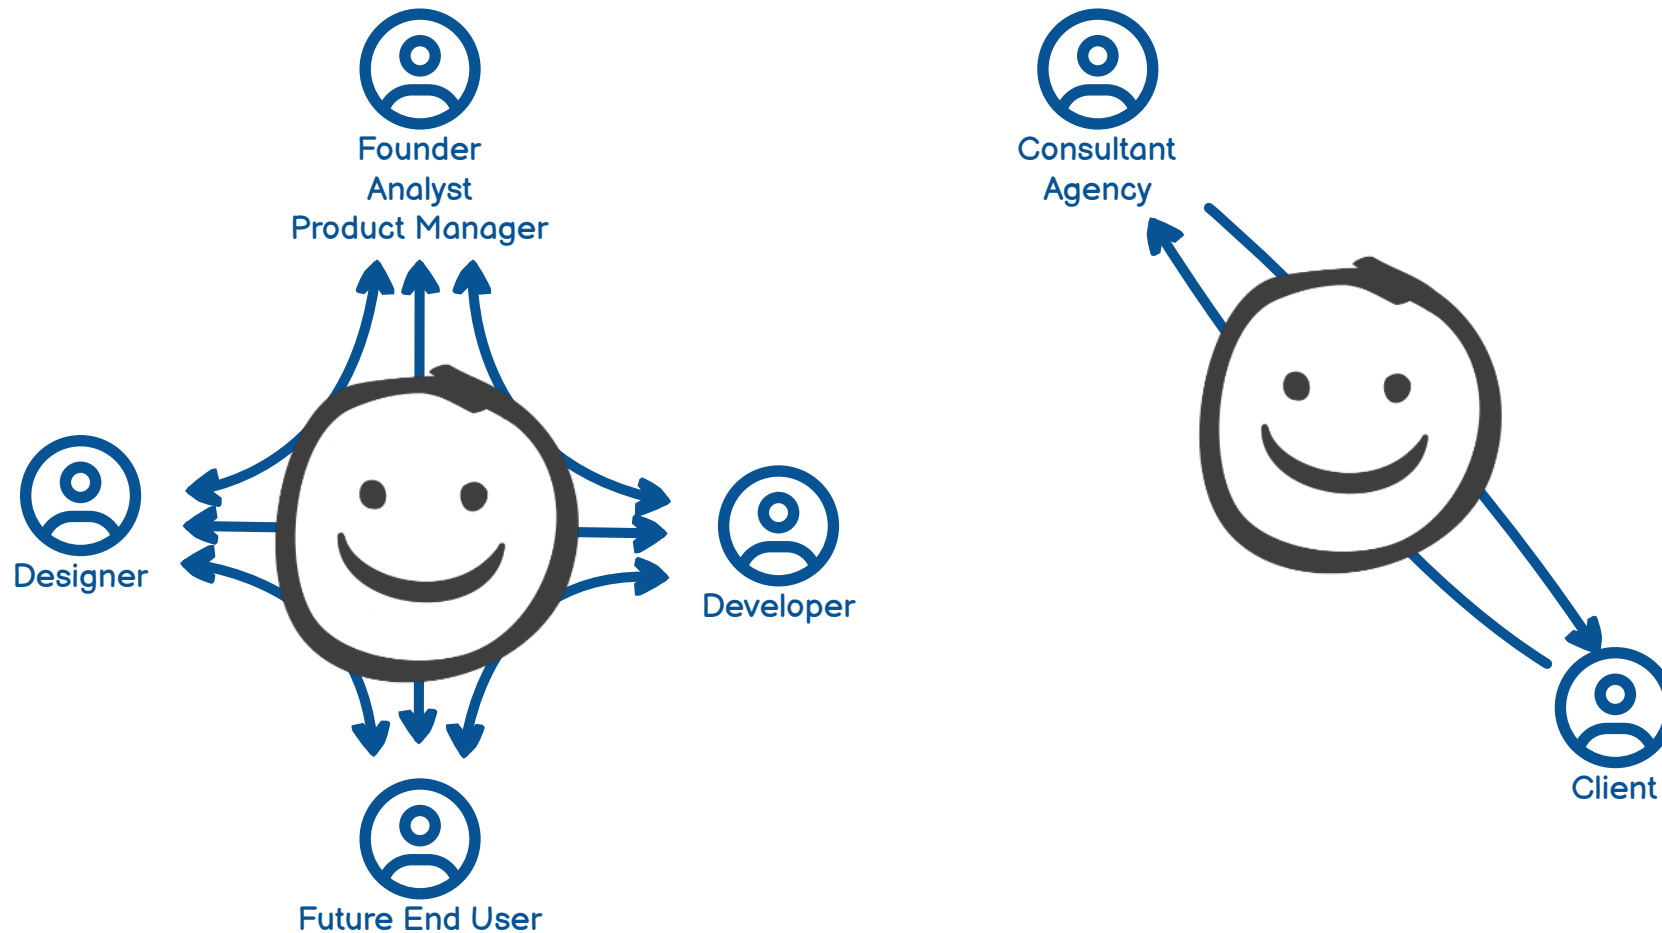 Founder
Analyst
Product Manager
Designer
Developer
Future End User
Consultant
Agency
Client